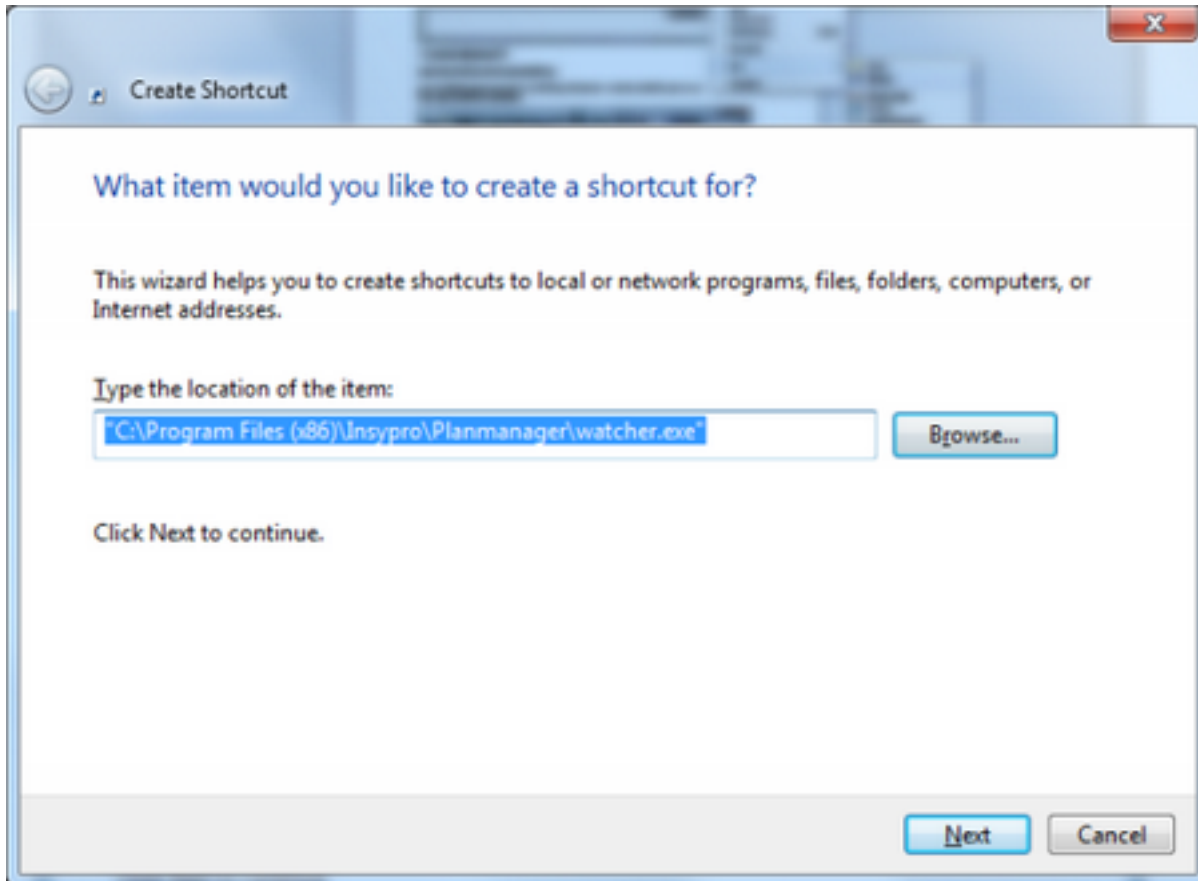 Create Shortcut
What item would you like to create a shortcut for?
This wizard helps you to create shortcuts to local or network programs, files, folders, computers, or
Internet addresses.
Type the location of the item:
"C:\Program Files (x86)\Insypro\Planmanager\watcher.exe"
Browse...
Click Next to continue.
Next
Cancel